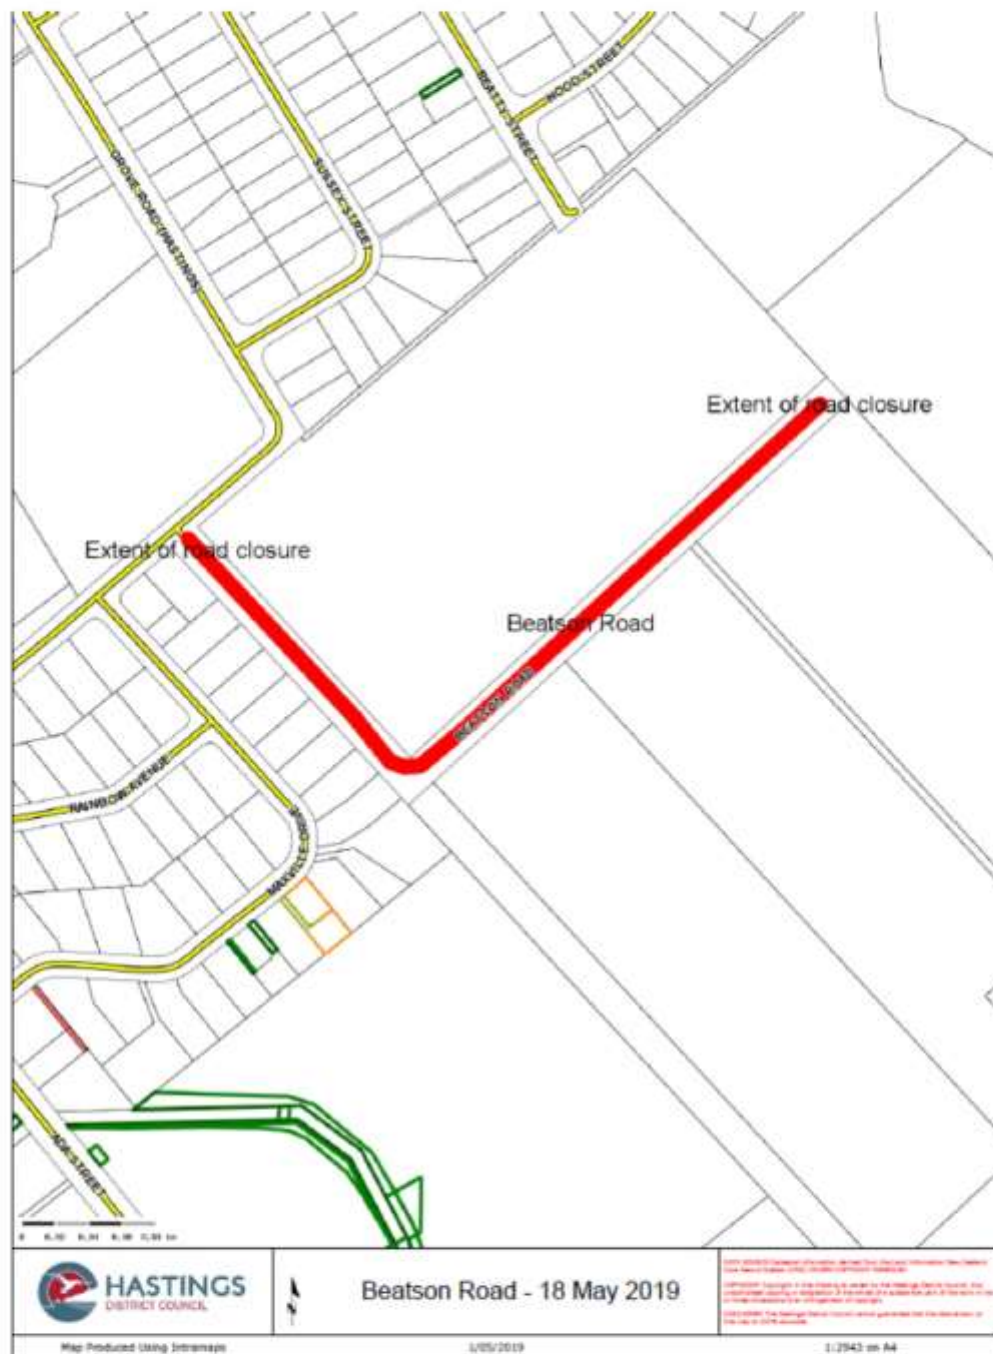 BEATTY STREET
HOOD STREET
GROVE ROAD (HASTINGS)
SUSSEX STREET
Extent of road closure
Extent of road closure
Beatson Road
BEATSON ROAD
RAINBOW AVENUE
MAXVILLE DRIVE
ADA STREET
HASTINGS
DISTRICT COUNCIL
N
Beatson Road - 18 May 2019
Map Produced Using Intramaps
1/05/2019
1:2943 on A4